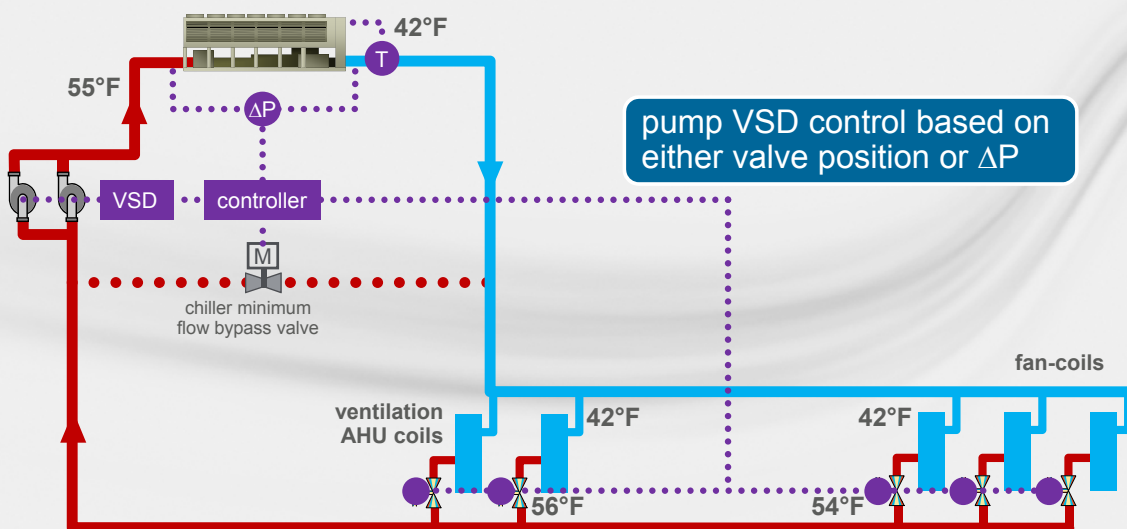 42°F
T
55°F
ΔP
pump VSD control based on
either valve position or ΔP
VSD
controller
M
chiller minimum
flow bypass valve
fan-coils
ventilation
AHU coils
42°F
42°F
56°F
54°F